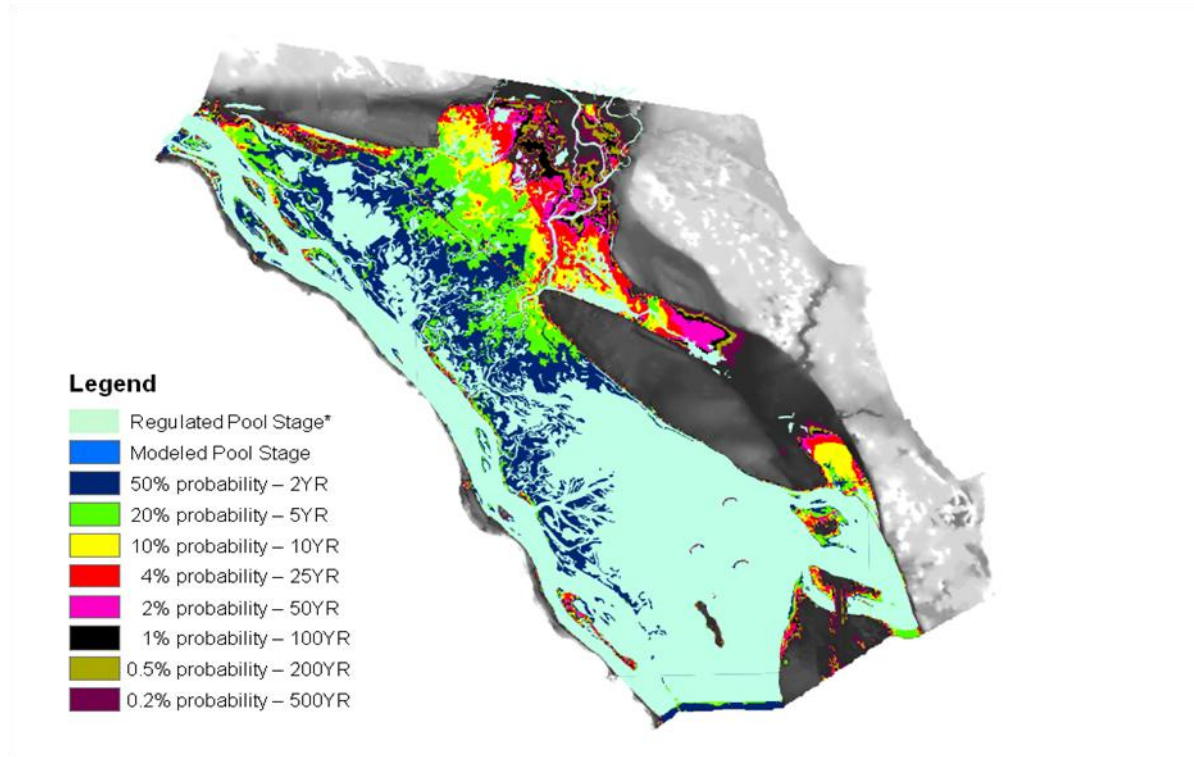 Legend
Regulated Pool Stage*
Modeled Pool Stage
50% probability – 2YR
20% probability – 5YR
10% probability – 10YR
4% probability – 25YR
2% probability – 50YR
1% probability – 100YR
0.5% probability – 200YR
0.2% probability – 500YR